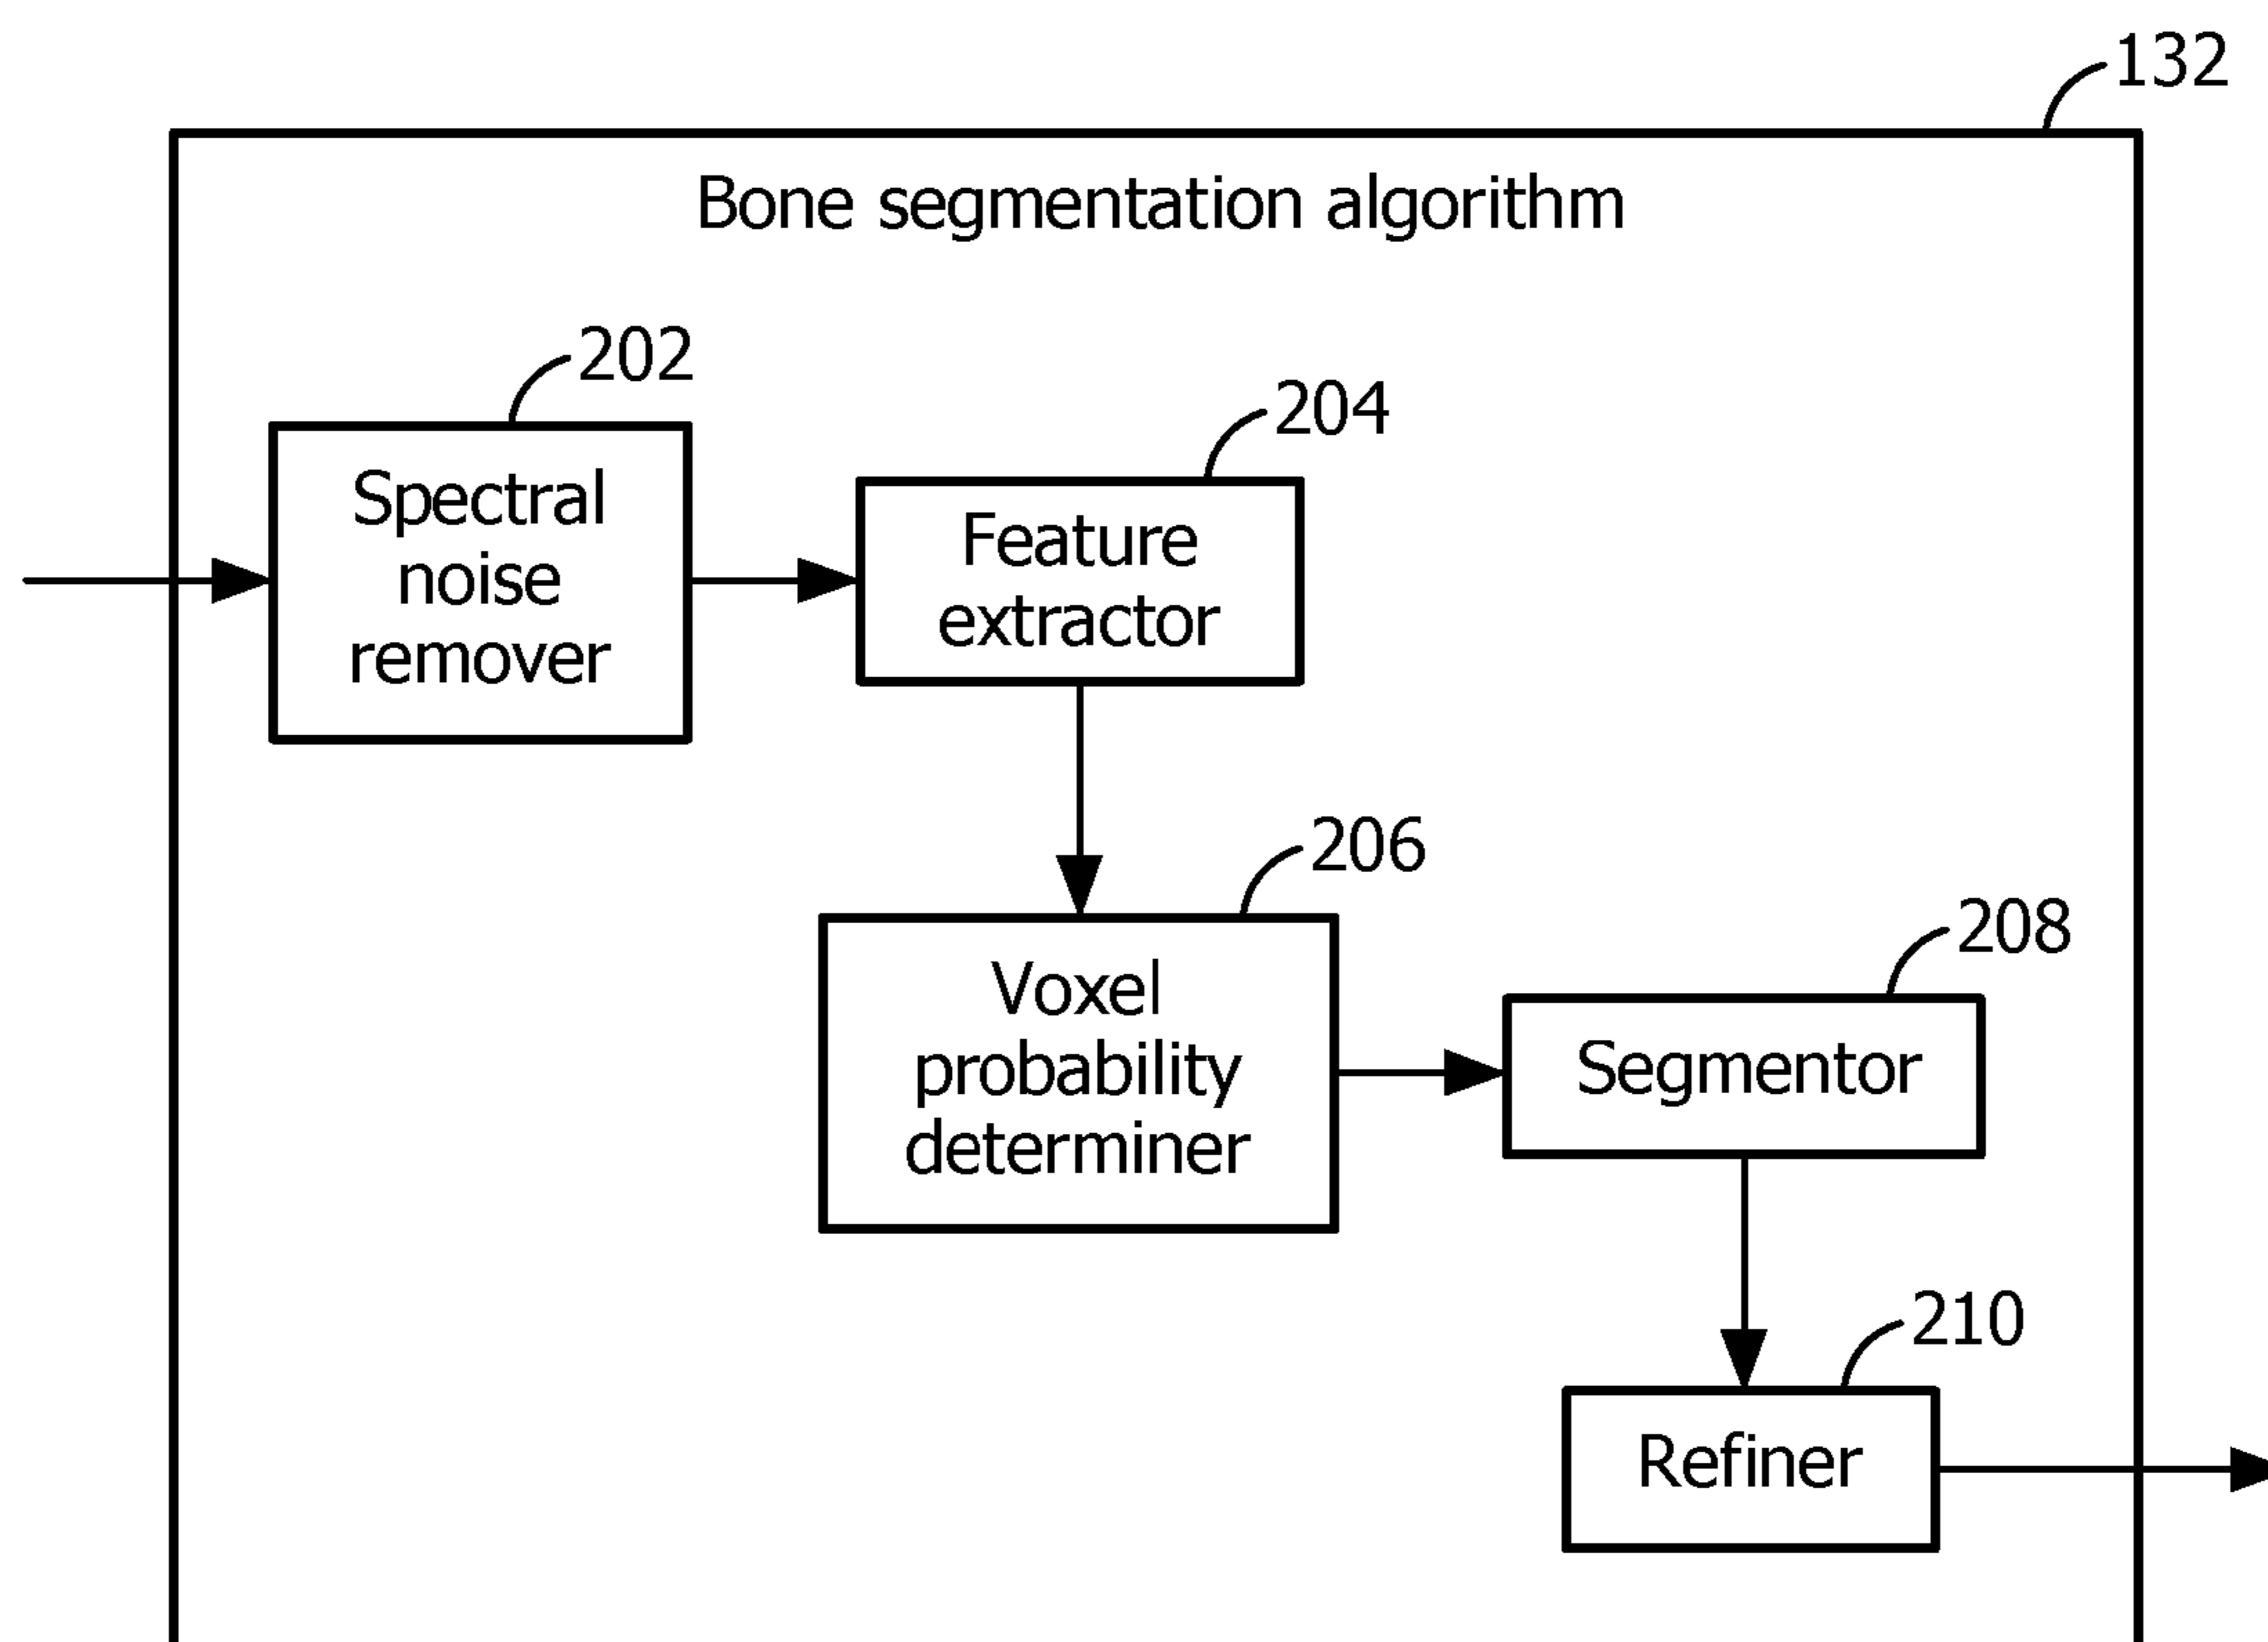 132
Bone segmentation algorithm
202
Spectral
noise
remover
204
Feature
extractor
206
Voxel
probability
determiner
208
Segmentor
210
Refiner